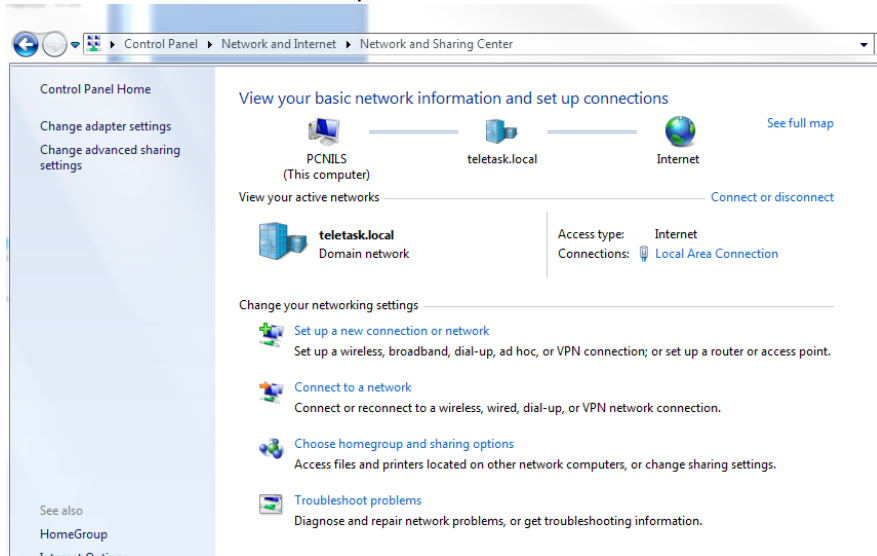 Control Panel ▸ Network and Internet ▸ Network and Sharing Center
Control Panel Home
Change adapter settings
Change advanced sharing
settings
View your basic network information and set up connections
See full map
PCNILS
(This computer)
teletask.local
Internet
View your active networks
Connect or disconnect
teletask.local
Domain network
Access type: Internet
Connections: Local Area Connection
Change your networking settings
Set up a new connection or network
Set up a wireless, broadband, dial-up, ad hoc, or VPN connection; or set up a router or access point.
Connect to a network
Connect or reconnect to a wireless, wired, dial-up, or VPN network connection.
Choose homegroup and sharing options
Access files and printers located on other network computers, or change sharing settings.
Troubleshoot problems
Diagnose and repair network problems, or get troubleshooting information.
See also
HomeGroup
Internet Options